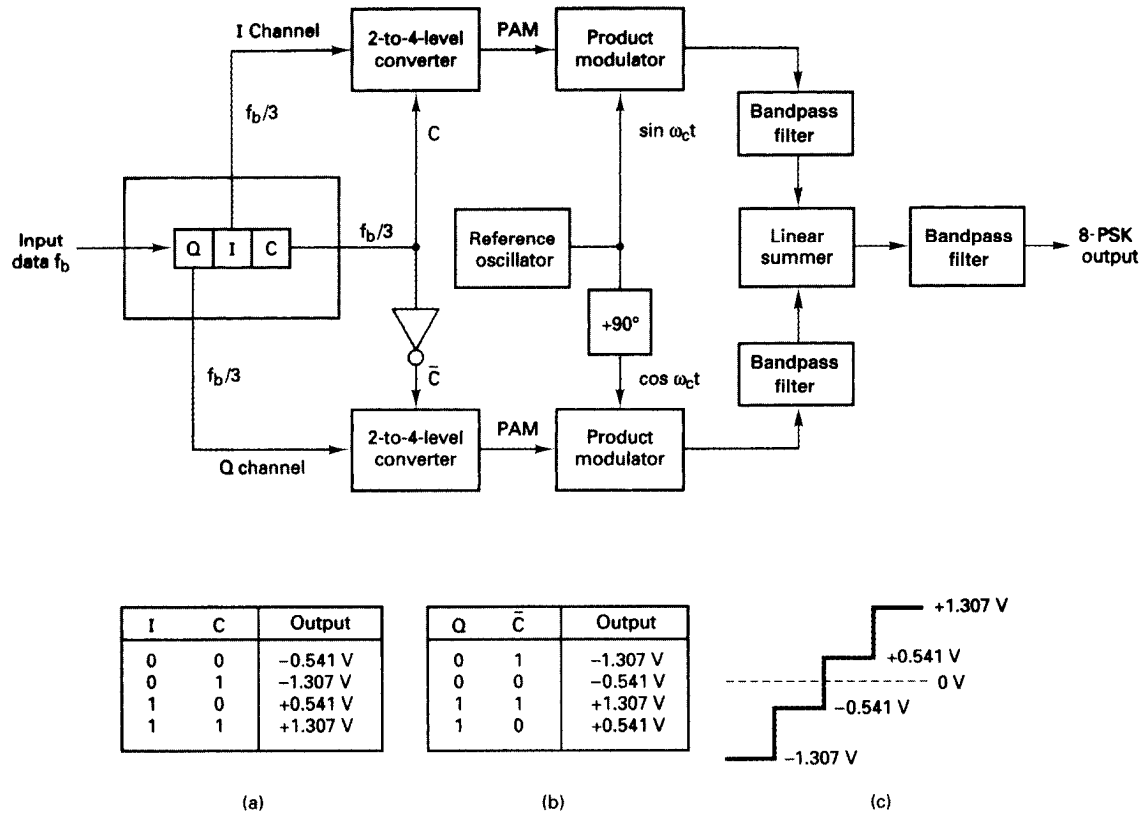 I Channel
2-to-4-level
converter
PAM
Product
modulator
f_b/3
C
sin ω_ct
Bandpass
filter
Input
data f_b
Q I C
f_b/3
Reference
oscillator
Linear
summer
Bandpass
filter
8-PSK
output
+90°
f_b/3
C̄
cos ω_ct
Bandpass
filter
Q channel
2-to-4-level
converter
PAM
Product
modulator
I C Output
0 0 −0.541 V
0 1 −1.307 V
1 0 +0.541 V
1 1 +1.307 V
(a)
Q C̄ Output
0 1 −1.307 V
0 0 −0.541 V
1 1 +1.307 V
1 0 +0.541 V
(b)
+1.307 V
+0.541 V
0 V
−0.541 V
−1.307 V
(c)